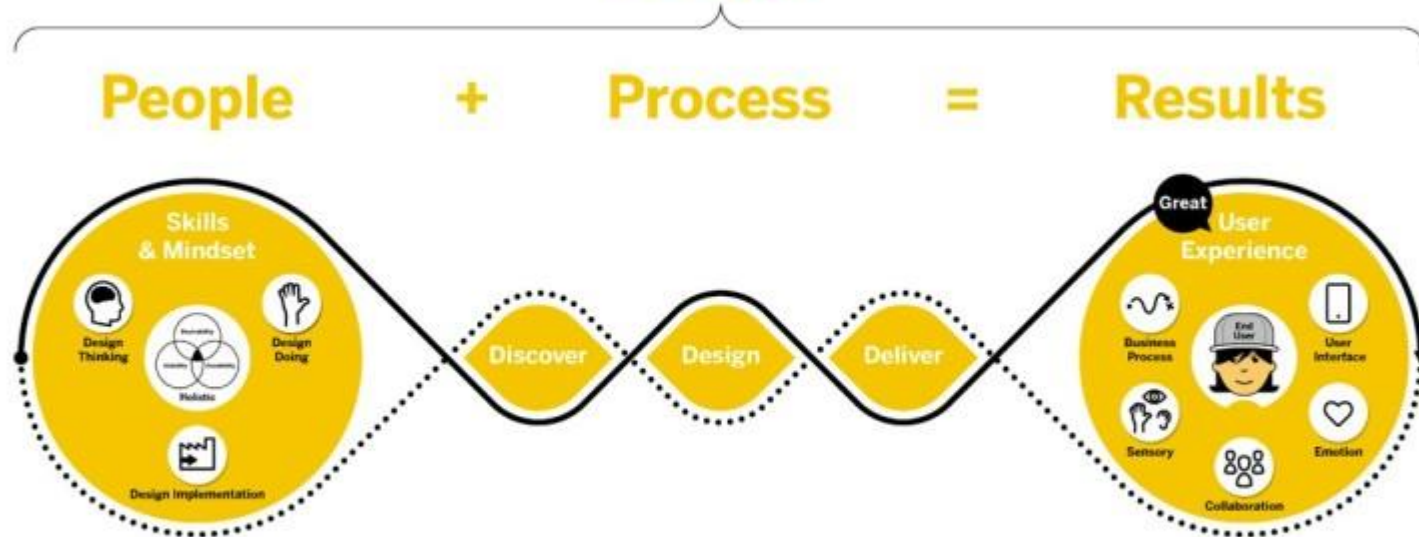 People + Process = Results
Skills
& Mindset
Design
Thinking
Design
Doing
Desirability
Holistic
Design Implementation
Discover
Design
Deliver
Great
User
Experience
Business
Process
End
User
User
Interface
Sensory
Emotion
Collaboration